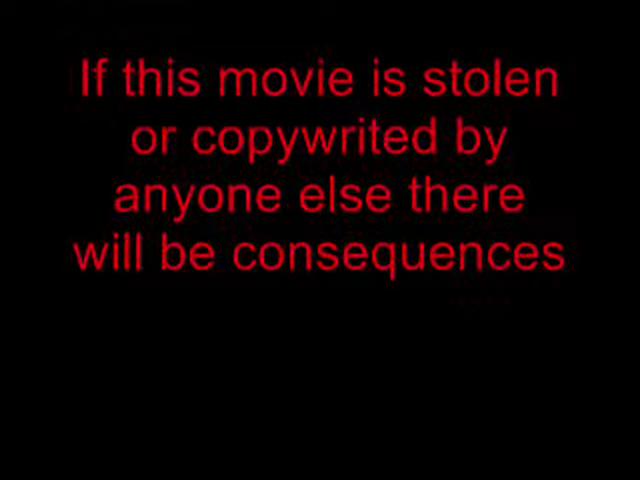 If this movie is stolen
or copywrited by
anyone else there
will be consequences